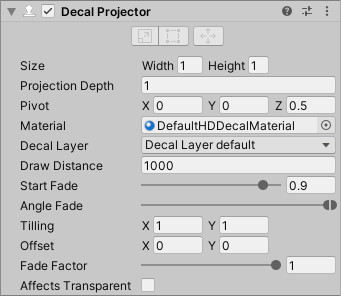 Decal Projector
Size Width 1 Height 1
Projection Depth 1
Pivot X 0 Y 0 Z 0.5
Material DefaultHDDecalMaterial
Decal Layer Decal Layer default
Draw Distance 1000
Start Fade 0.9
Angle Fade
Tilling X 1 Y 1
Offset X 0 Y 0
Fade Factor 1
Affects Transparent